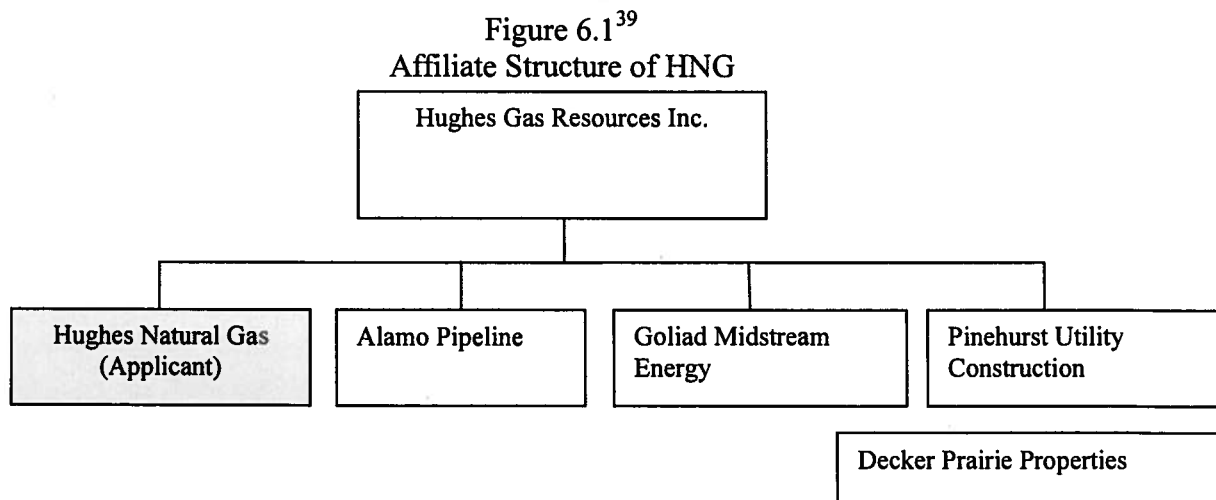 Figure 6.1³⁹
Affiliate Structure of HNG
Hughes Gas Resources Inc.
Hughes Natural Gas
(Applicant)
Alamo Pipeline
Goliad Midstream
Energy
Pinehurst Utility
Construction
Decker Prairie Properties